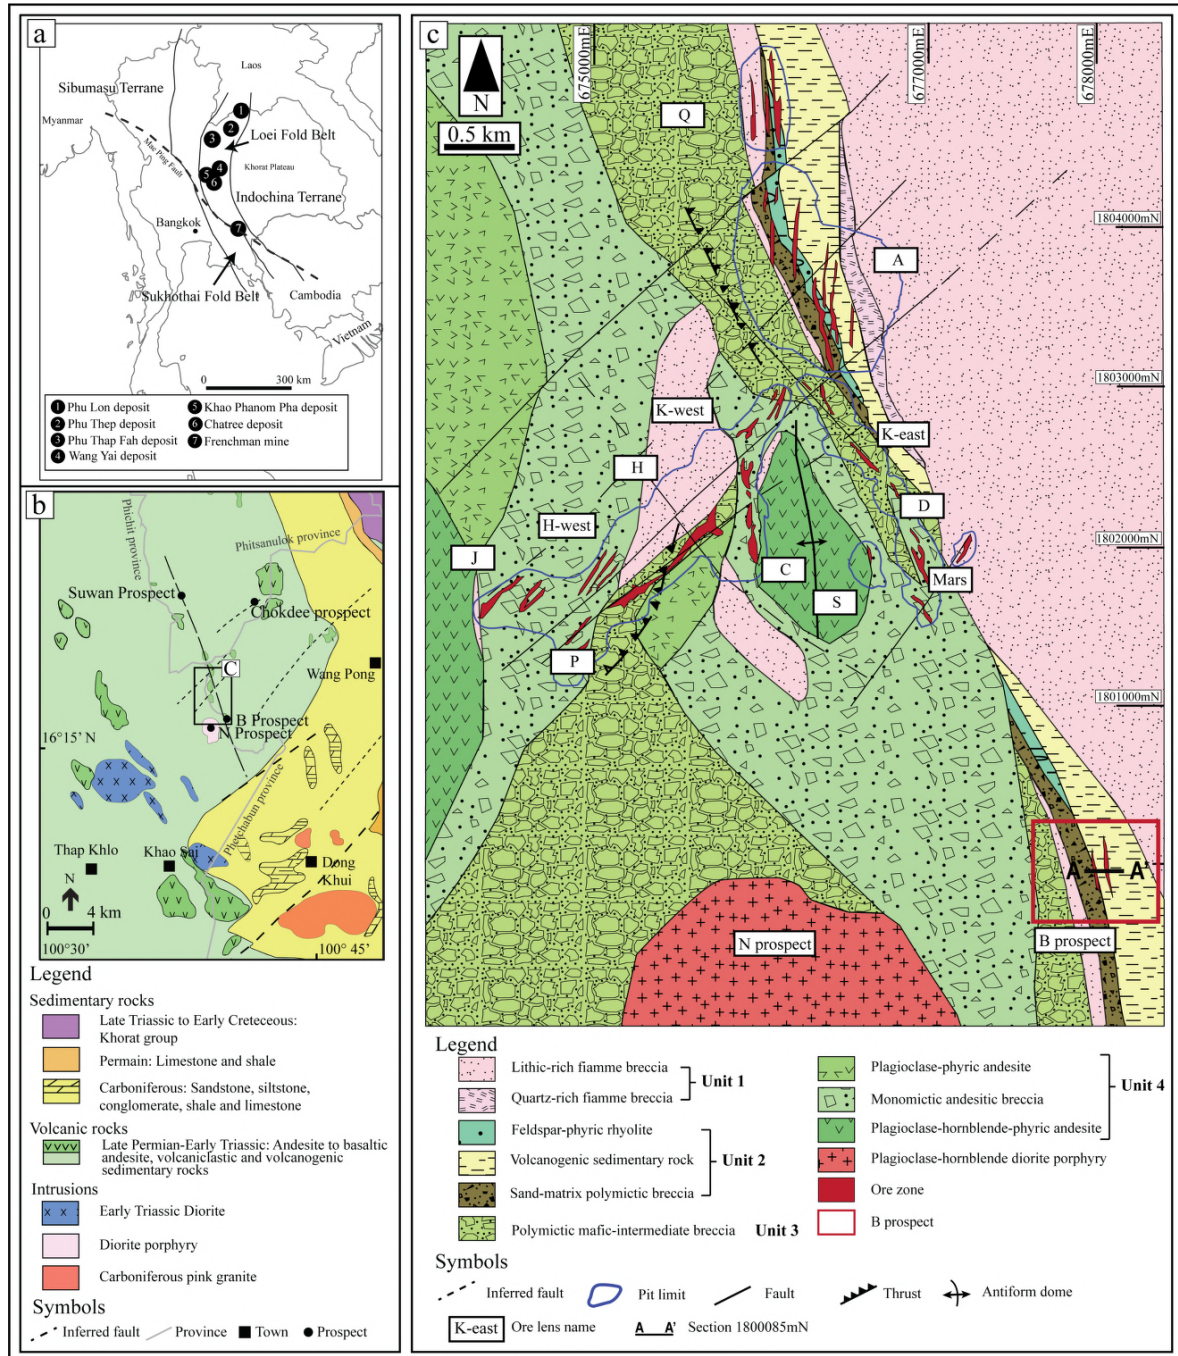 a
Laos
Sibumasu Terrane
Myanmar
Mae Ping Fault
Loei Fold Belt
Khorat Plateau
Indochina Terrane
Bangkok
Sukhothai Fold Belt
Cambodia
Vietnam
1
2
3
4
5
6
7
0 300 km
1 Phu Lon deposit
2 Phu Thep deposit
3 Phu Thap Fah deposit
4 Wang Yai deposit
5 Khao Phanom Pha deposit
6 Chatree deposit
7 Frenchman mine
b
Phichit province
Phitsanulok province
Suwan Prospect
Chokdee prospect
C
Wang Pong
B Prospect
N Prospect
16°15' N
Phetchabun province
Thap Khlo
Khao Sai
Dong
Khui
N
0 4 km
100°30'
100° 45'
Legend
Sedimentary rocks
Late Triassic to Early Creteceous:
Khorat group
Permain: Limestone and shale
Carboniferous: Sandstone, siltstone,
conglomerate, shale and limestone
Volcanic rocks
Late Permian-Early Triassic: Andesite to basaltic
andesite, volcaniclastic and volcanogenic
sedimentary rocks
Intrusions
Early Triassic Diorite
Diorite porphyry
Carboniferous pink granite
Symbols
Inferred fault
Province
Town
Prospect
c
N
0.5 km
675000mE
677000mE
678000mE
1804000mN
1803000mN
1802000mN
1801000mN
Q
A
K-west
K-east
H
H-west
D
J
C
Mars
S
P
A A'
N prospect
B prospect
Legend
Lithic-rich fiamme breccia
Quartz-rich fiamme breccia
Unit 1
Feldspar-phyric rhyolite
Volcanogenic sedimentary rock
Sand-matrix polymictic breccia
Unit 2
Polymictic mafic-intermediate breccia Unit 3
Plagioclase-phyric andesite
Monomictic andesitic breccia
Plagioclase-hornblende-phyric andesite
Unit 4
Plagioclase-hornblende diorite porphyry
Ore zone
B prospect
Symbols
Inferred fault
Pit limit
Fault
Thrust
Antiform dome
K-east Ore lens name
A A' Section 1800085mN